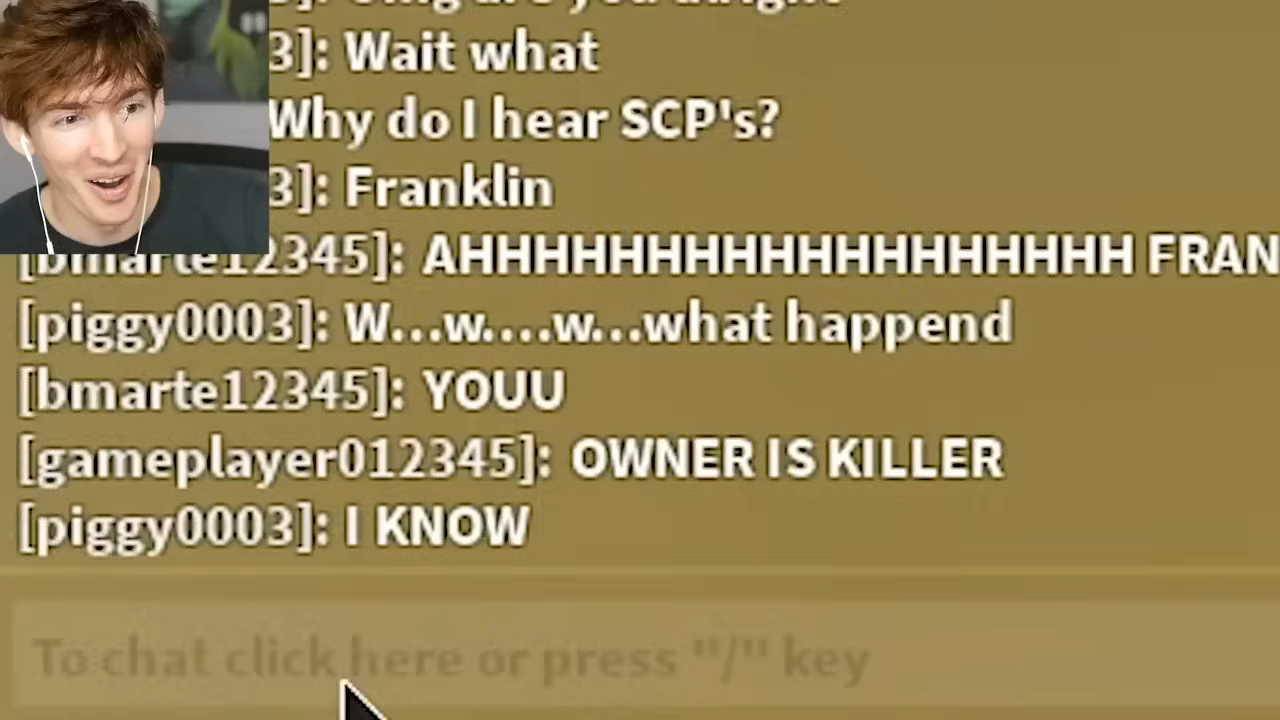 3]: Wait what
Why do I hear SCP's?
3]: Franklin
[bmarte12345]: AHHHHHHHHHHHHHHHHHHH FRAN
[piggy0003]: W...w....w...what happend
[bmarte12345]: YOUU
[gameplayer012345]: OWNER IS KILLER
[piggy0003]: I KNOW
To chat click here or press "/" key